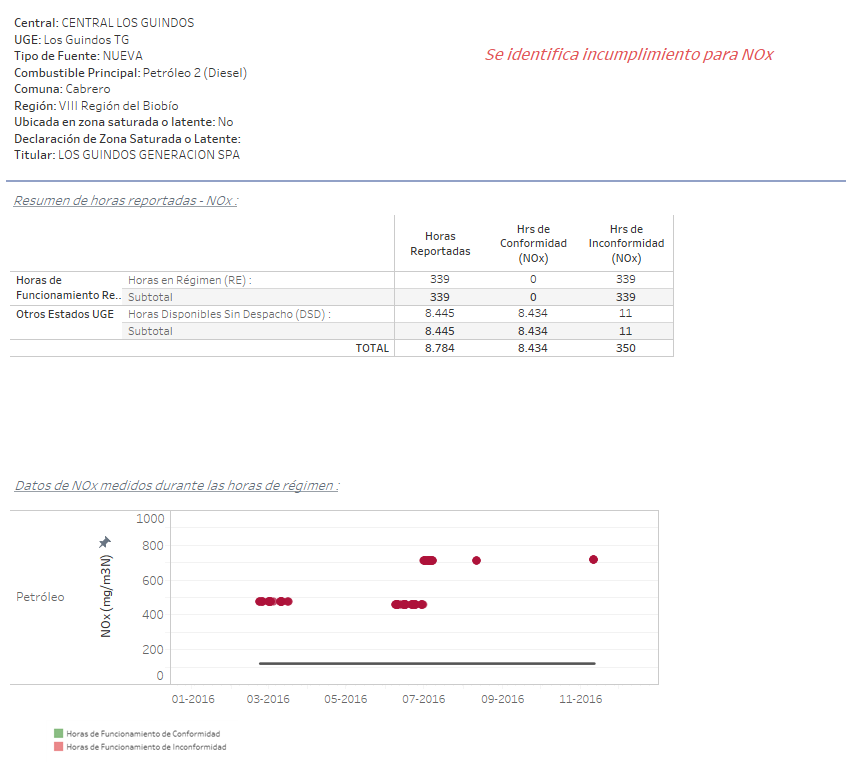 Central: CENTRAL LOS GUINDOS
UGE: Los Guindos TG
Tipo de Fuente: NUEVA
Combustible Principal: Petróleo 2 (Diesel)
Comuna: Cabrero
Región: VIII Región del Biobío
Ubicada en zona saturada o latente: No
Declaración de Zona Saturada o Latente:
Titular: LOS GUINDOS GENERACION SPA
Se identifica incumplimiento para NOx
Resumen de horas reportadas - NOx :
Horas Reportadas
Hrs de Conformidad (NOx)
Hrs de Inconformidad (NOx)
Horas de Funcionamiento Re..
Horas en Régimen (RE) : 339 0 339
Subtotal 339 0 339
Otros Estados UGE Horas Disponibles Sin Despacho (DSD) : 8.445 8.434 11
Subtotal 8.445 8.434 11
TOTAL 8.784 8.434 350
Datos de NOx medidos durante las horas de régimen :
Petróleo
NOx (mg/m3N)
1000
800
600
400
200
0
01-2016 03-2016 05-2016 07-2016 09-2016 11-2016
Horas de Funcionamiento de Conformidad
Horas de Funcionamiento de Inconformidad